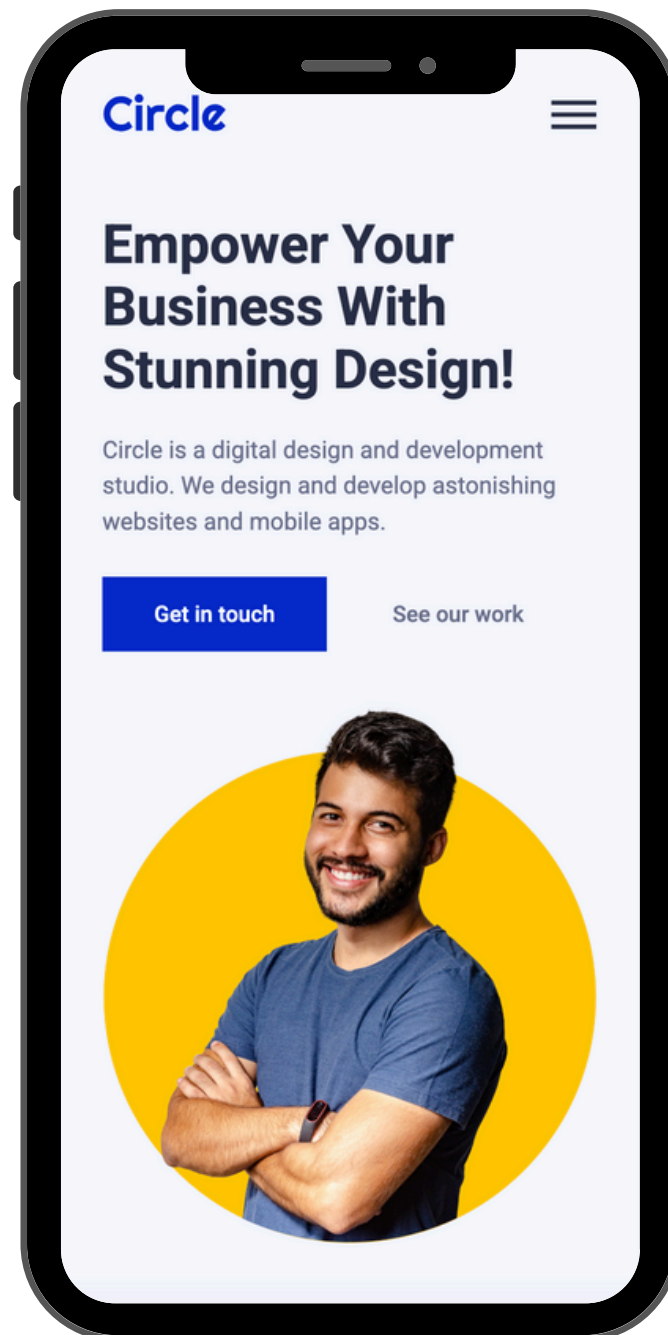 Circle
Empower Your
Business With
Stunning Design!
Circle is a digital design and development
studio. We design and develop astonishing
websites and mobile apps.
Get in touch
See our work